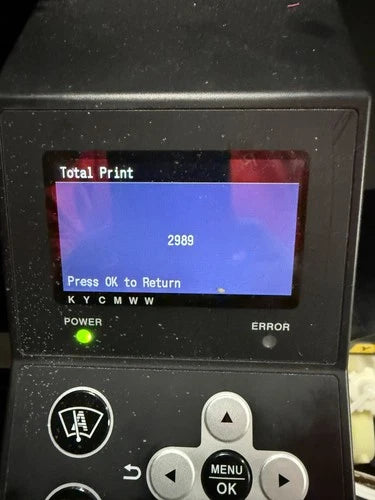 Total Print
2989
Press OK to Return
K Y C M W W
POWER
ERROR
MENU
OK